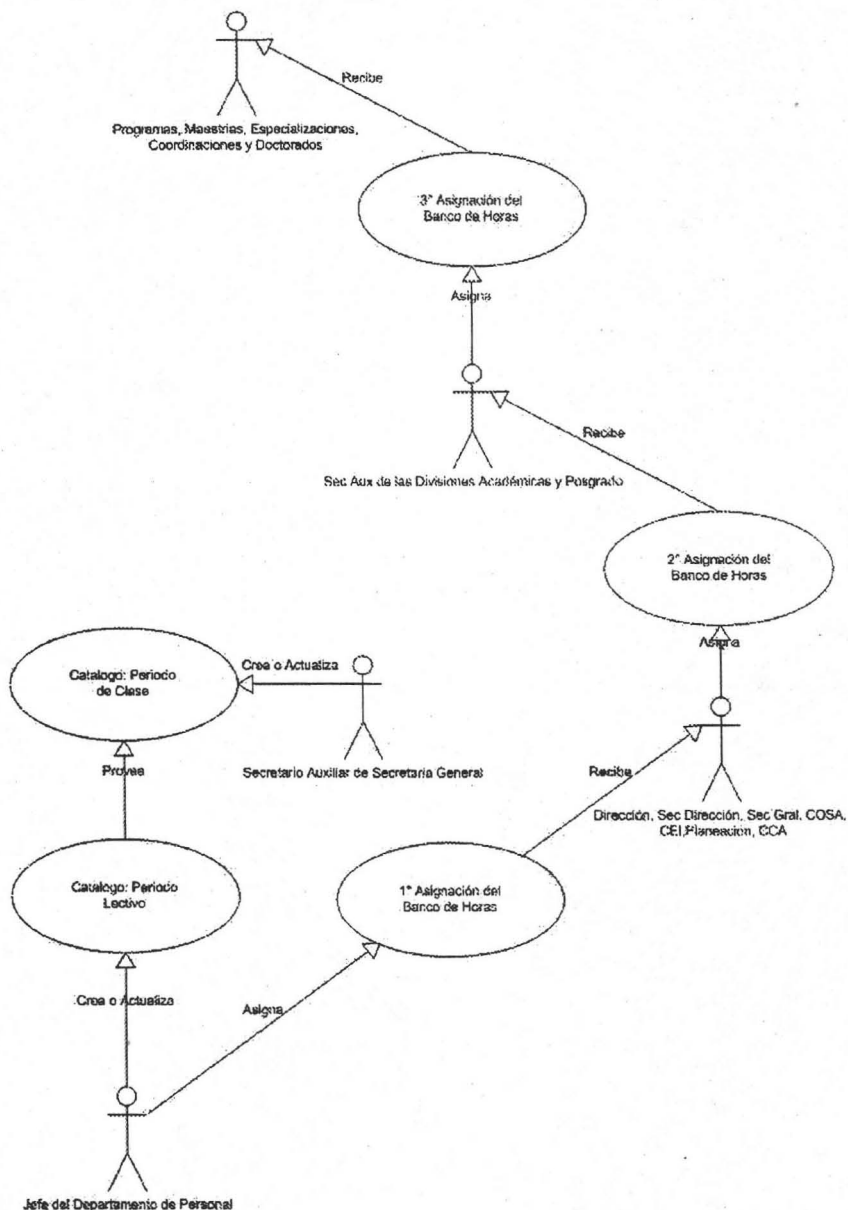 Recibe
Programas, Maestrias, Especializaciones,
Coordinaciones y Doctorados
3° Asignación del
Banco de Horas
Asigna
Recibe
Sec Aux de las Divisiones Académicas y Posgrado
2° Asignación del
Banco de Horas
Catalogo: Periodo
de Clase
Crea o Actualiza
Asigna
Provee
Secretario Auxiliar de Secretaria General
Recibe
Dirección, Sec Dirección, Sec Gral, COSA,
CEI,Planeación, CCA
Catalogo: Periodo
Lectivo
1° Asignación del
Banco de Horas
Crea o Actualiza
Asigna
Jefe del Departamento de Personal